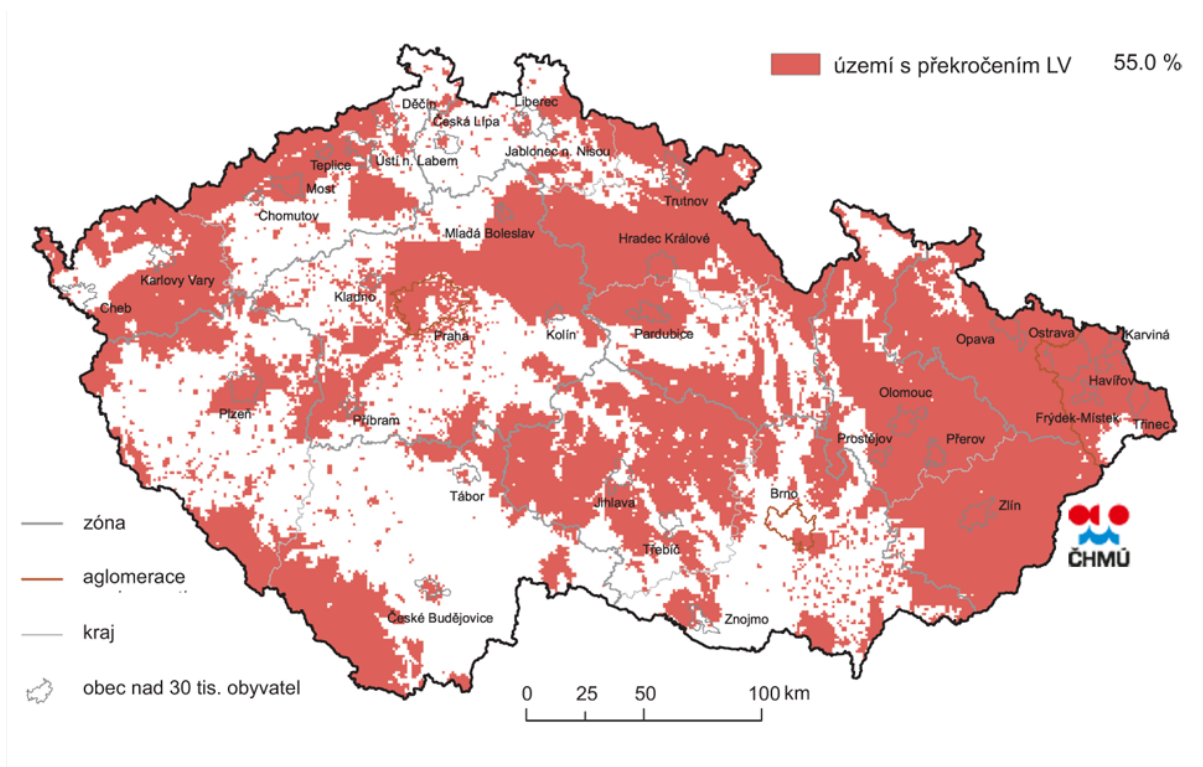 území s překročením LV 55.0 %
Děčín
Liberec
Česká Lípa
Jablonec n. Nisou
Ústí n. Labem
Teplice
Most
Chomutov
Trutnov
Mladá Boleslav
Hradec Králové
Karlovy Vary
Cheb
Kladno
Praha
Kolín
Pardubice
Opava
Ostrava
Karviná
Havířov
Olomouc
Frýdek-Místek
Třinec
Plzeň
Příbram
Prostějov
Přerov
Tábor
Jihlava
Brno
Zlín
Třebíč
České Budějovice
Znojmo
ČHMÚ
zóna
aglomerace
kraj
obec nad 30 tis. obyvatel
0 25 50 100 km